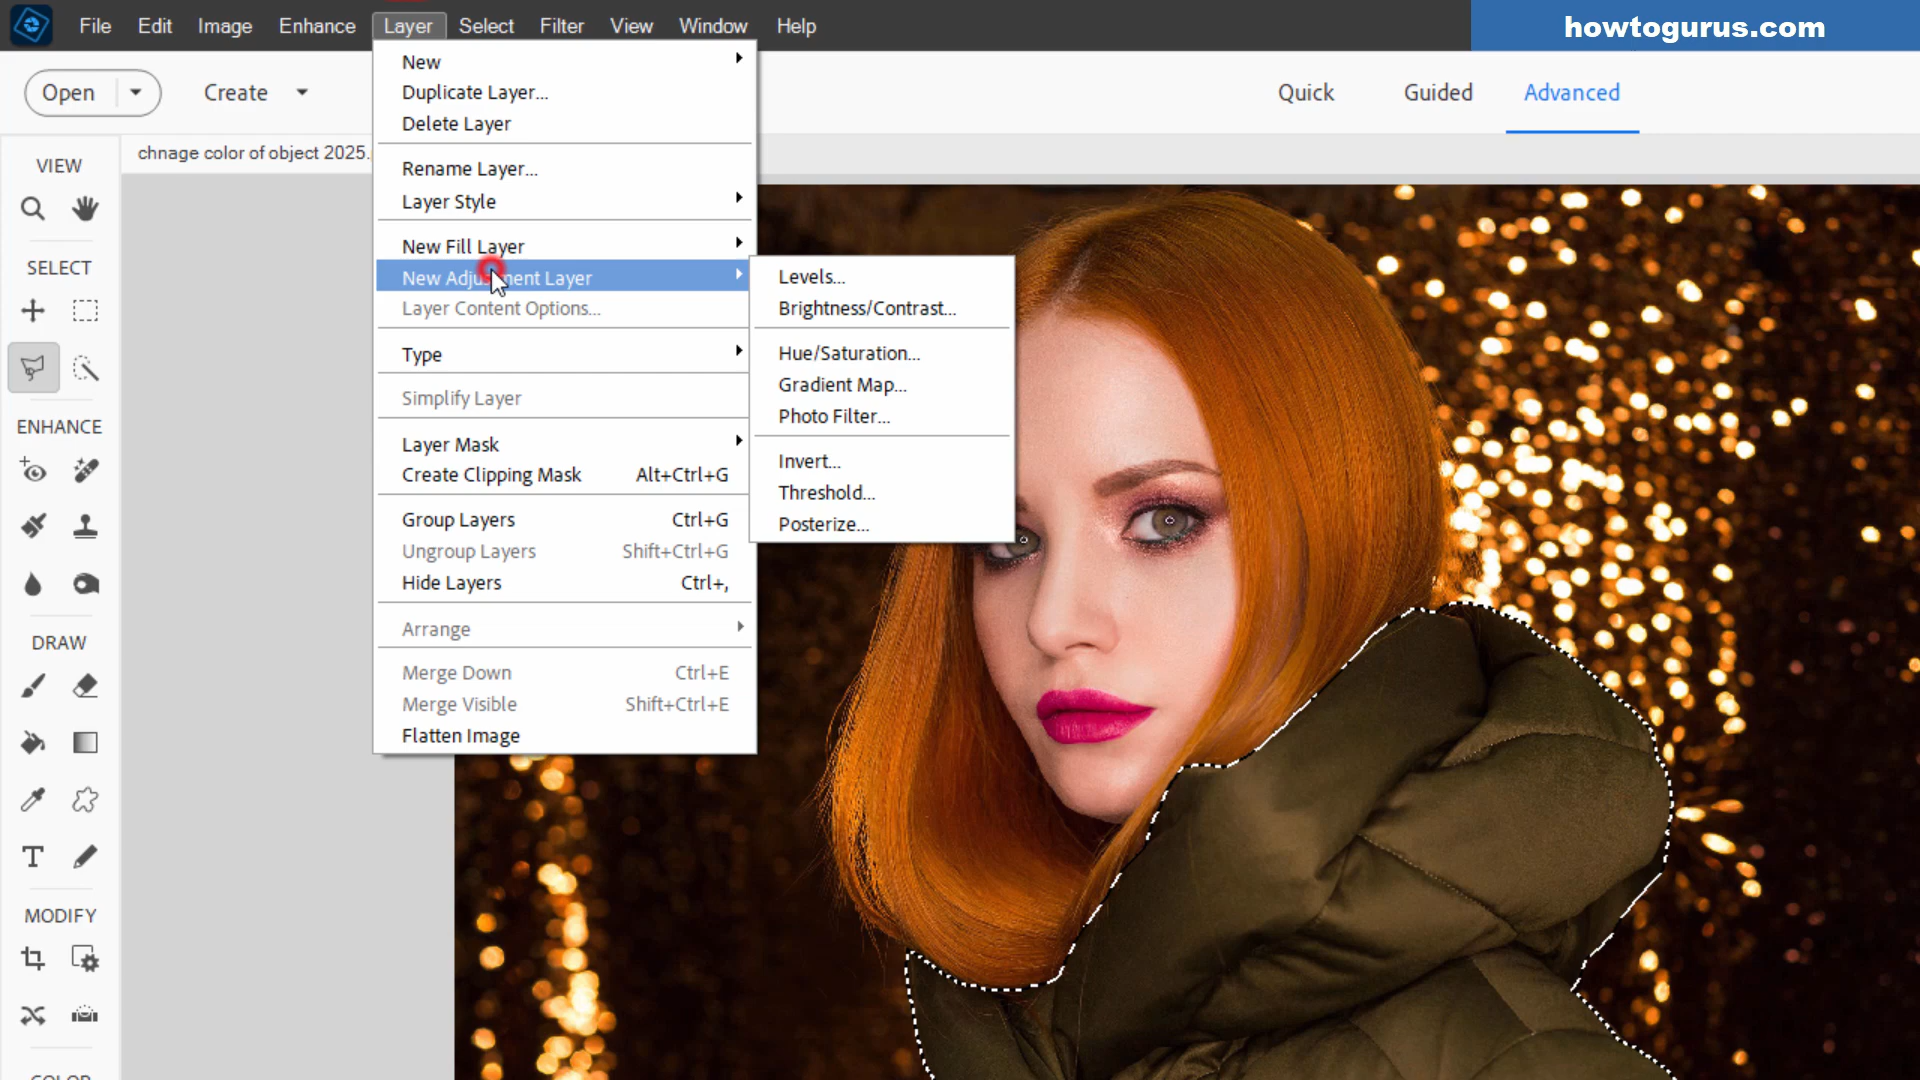 File Edit Image Enhance Layer Select Filter View Window Help
howtogurus.com
Open Create
Quick Guided Advanced
chnage color of object 2025.
VIEW
SELECT
ENHANCE
DRAW
MODIFY
New
Duplicate Layer...
Delete Layer
Rename Layer...
Layer Style
New Fill Layer
New Adjustment Layer
Layer Content Options...
Type
Simplify Layer
Layer Mask
Create Clipping Mask Alt+Ctrl+G
Group Layers Ctrl+G
Ungroup Layers Shift+Ctrl+G
Hide Layers Ctrl+,
Arrange
Merge Down Ctrl+E
Merge Visible Shift+Ctrl+E
Flatten Image
Levels...
Brightness/Contrast...
Hue/Saturation...
Gradient Map...
Photo Filter...
Invert...
Threshold...
Posterize...